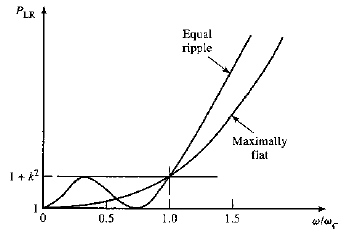 P_LR
Equal
ripple
Maximally
flat
1 + k²
1
0
0.5
1.0
1.5
ω/ω_c